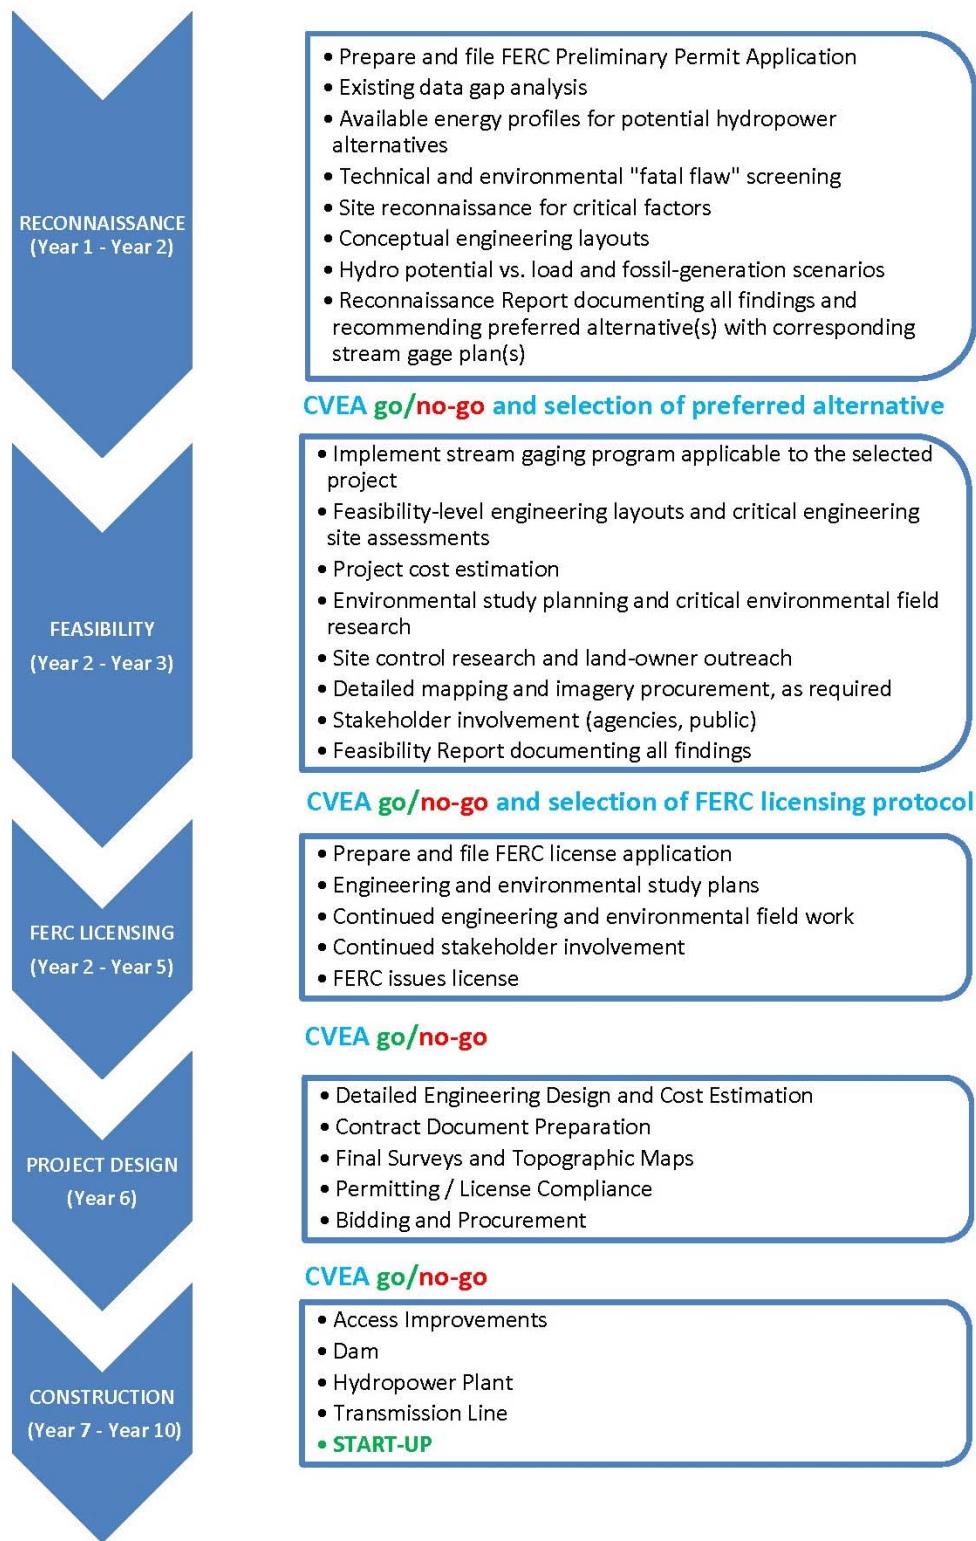 RECONNAISSANCE
(Year 1 - Year 2)
• Prepare and file FERC Preliminary Permit Application
• Existing data gap analysis
• Available energy profiles for potential hydropower
alternatives
• Technical and environmental "fatal flaw" screening
• Site reconnaissance for critical factors
• Conceptual engineering layouts
• Hydro potential vs. load and fossil-generation scenarios
• Reconnaissance Report documenting all findings and
recommending preferred alternative(s) with corresponding
stream gage plan(s)
CVEA go/no-go and selection of preferred alternative
FEASIBILITY
(Year 2 - Year 3)
• Implement stream gaging program applicable to the selected
project
• Feasibility-level engineering layouts and critical engineering
site assessments
• Project cost estimation
• Environmental study planning and critical environmental field
research
• Site control research and land-owner outreach
• Detailed mapping and imagery procurement, as required
• Stakeholder involvement (agencies, public)
• Feasibility Report documenting all findings
CVEA go/no-go and selection of FERC licensing protocol
FERC LICENSING
(Year 2 - Year 5)
• Prepare and file FERC license application
• Engineering and environmental study plans
• Continued engineering and environmental field work
• Continued stakeholder involvement
• FERC issues license
CVEA go/no-go
PROJECT DESIGN
(Year 6)
• Detailed Engineering Design and Cost Estimation
• Contract Document Preparation
• Final Surveys and Topographic Maps
• Permitting / License Compliance
• Bidding and Procurement
CVEA go/no-go
CONSTRUCTION
(Year 7 - Year 10)
• Access Improvements
• Dam
• Hydropower Plant
• Transmission Line
• START-UP